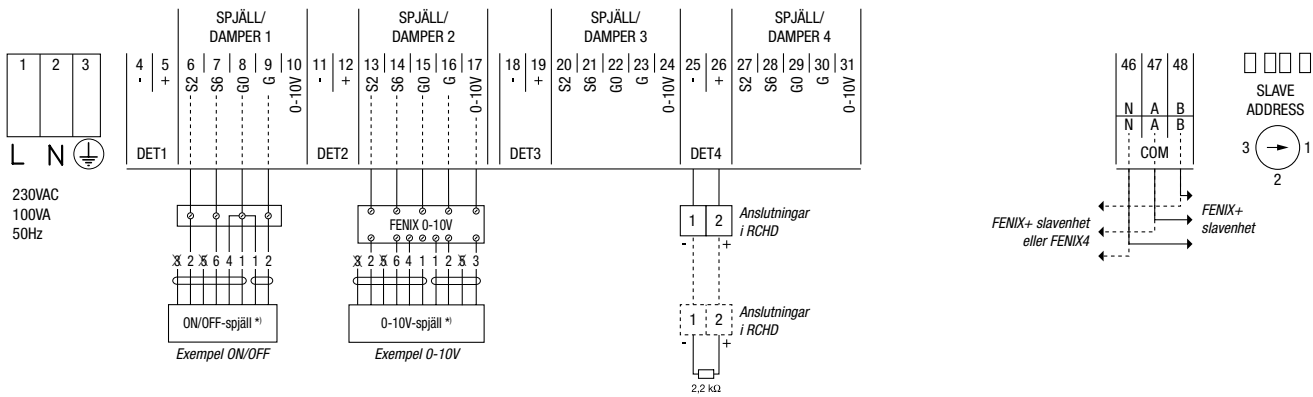 SPJÄLL/
DAMPER 1
SPJÄLL/
DAMPER 2
SPJÄLL/
DAMPER 3
SPJÄLL/
DAMPER 4
1 2 3
4 5 6 7 8 9 10 11 12 13 14 15 16 17 18 19 20 21 22 23 24 25 26 27 28 29 30 31
46 47 48
- + S2 S6 G0 G 0-10V - + S2 S6 G0 G 0-10V - + S2 S6 G0 G 0-10V - + S2 S6 G0 G 0-10V
N A B
N A B
COM
SLAVE
ADDRESS
3 1
2
L N
DET1 DET2 DET3 DET4
230VAC
100VA
50Hz
FENIX 0-10V
1 2
- +
Anslutningar
i RCHD
FENIX+ slavenhet
eller FENIX4
FENIX+
slavenhet
3 2 5 6 4 1 1 2
3 2 5 6 4 1 1 2 5 3
ON/OFF-spjäll *)
0-10V-spjäll *)
Exempel ON/OFF
Exempel 0-10V
1 2
- +
Anslutningar
i RCHD
2,2 kΩ